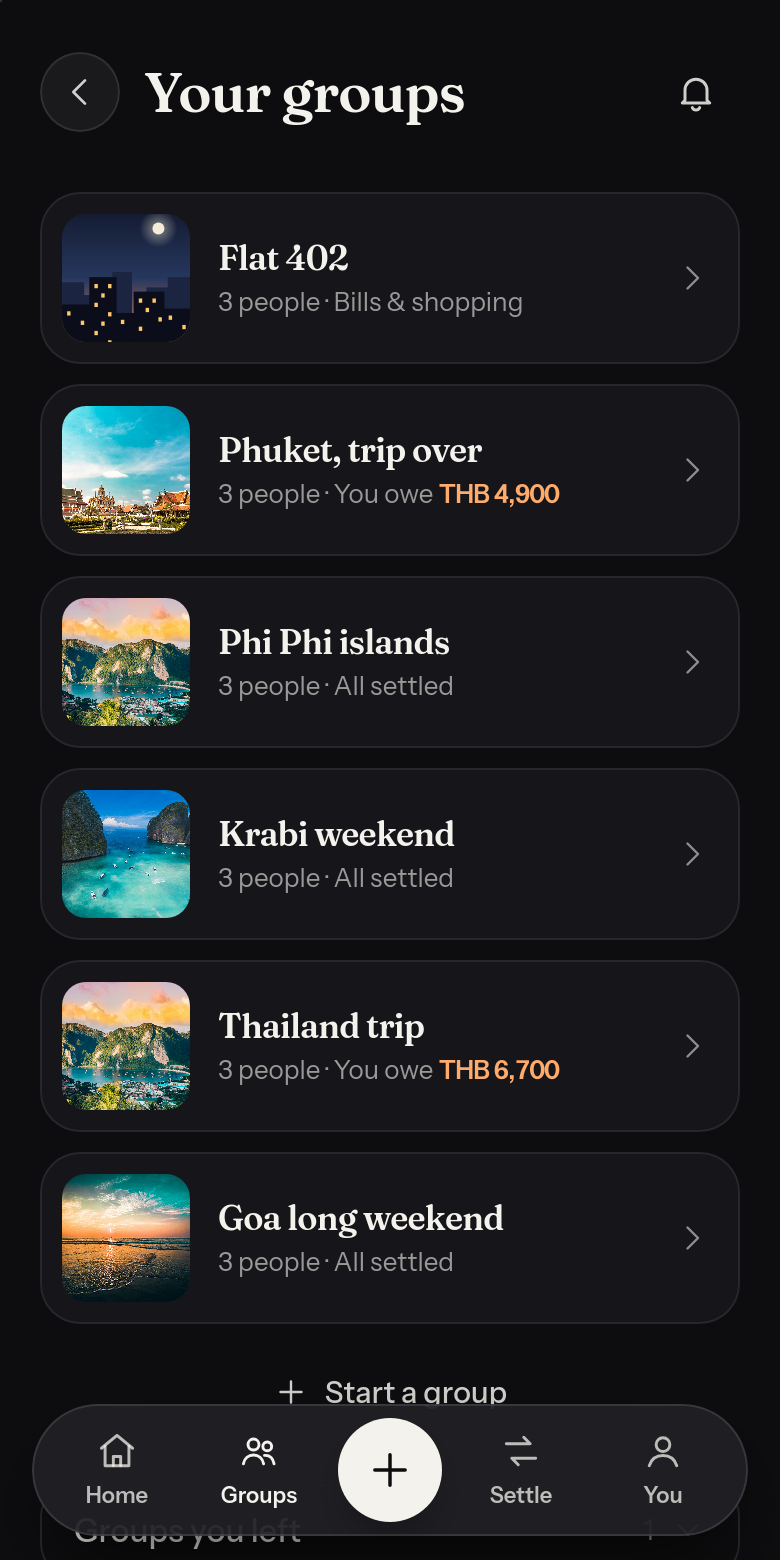 Your groups
Flat 402
3 people · Bills & shopping
Phuket, trip over
3 people · You owe THB 4,900
Phi Phi islands
3 people · All settled
Krabi weekend
3 people · All settled
Thailand trip
3 people · You owe THB 6,700
Goa long weekend
3 people · All settled
Start a group
Home Groups Settle You
Groups you left 1